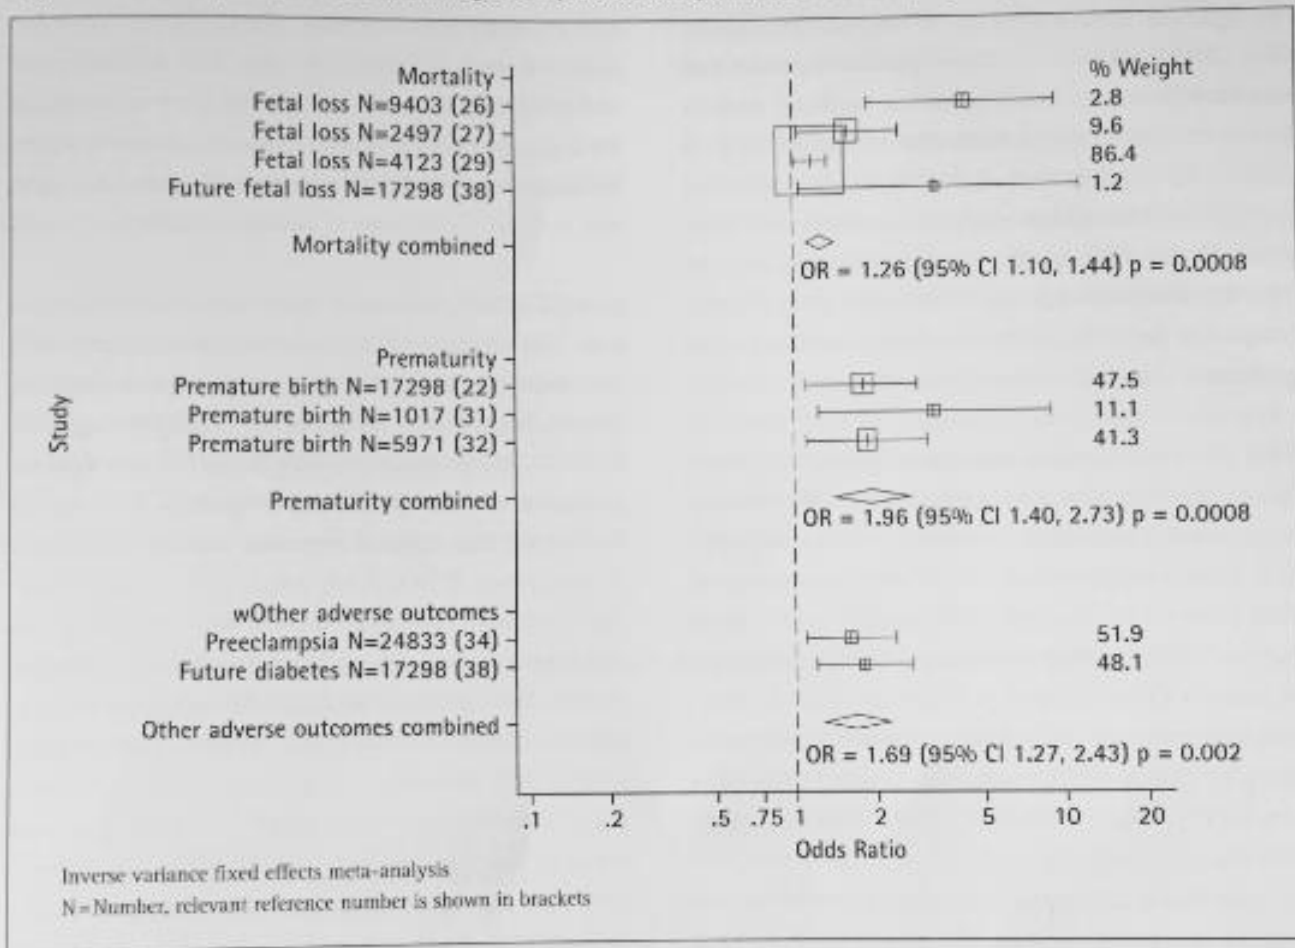 % Weight
Mortality
Fetal loss N=9403 (26) 2.8
Fetal loss N=2497 (27) 9.6
Fetal loss N=4123 (29) 86.4
Future fetal loss N=17298 (38) 1.2
Mortality combined
OR = 1.26 (95% CI 1.10, 1.44) p = 0.0008
Prematurity
Premature birth N=17298 (22) 47.5
Premature birth N=1017 (31) 11.1
Premature birth N=5971 (32) 41.3
Study
Prematurity combined
OR = 1.96 (95% CI 1.40, 2.73) p = 0.0008
wOther adverse outcomes
Preeclampsia N=24833 (34) 51.9
Future diabetes N=17298 (38) 48.1
Other adverse outcomes combined
OR = 1.69 (95% CI 1.27, 2.43) p = 0.002
.1 .2 .5 .75 1 2 5 10 20
Odds Ratio
Inverse variance fixed effects meta-analysis
N=Number, relevant reference number is shown in brackets